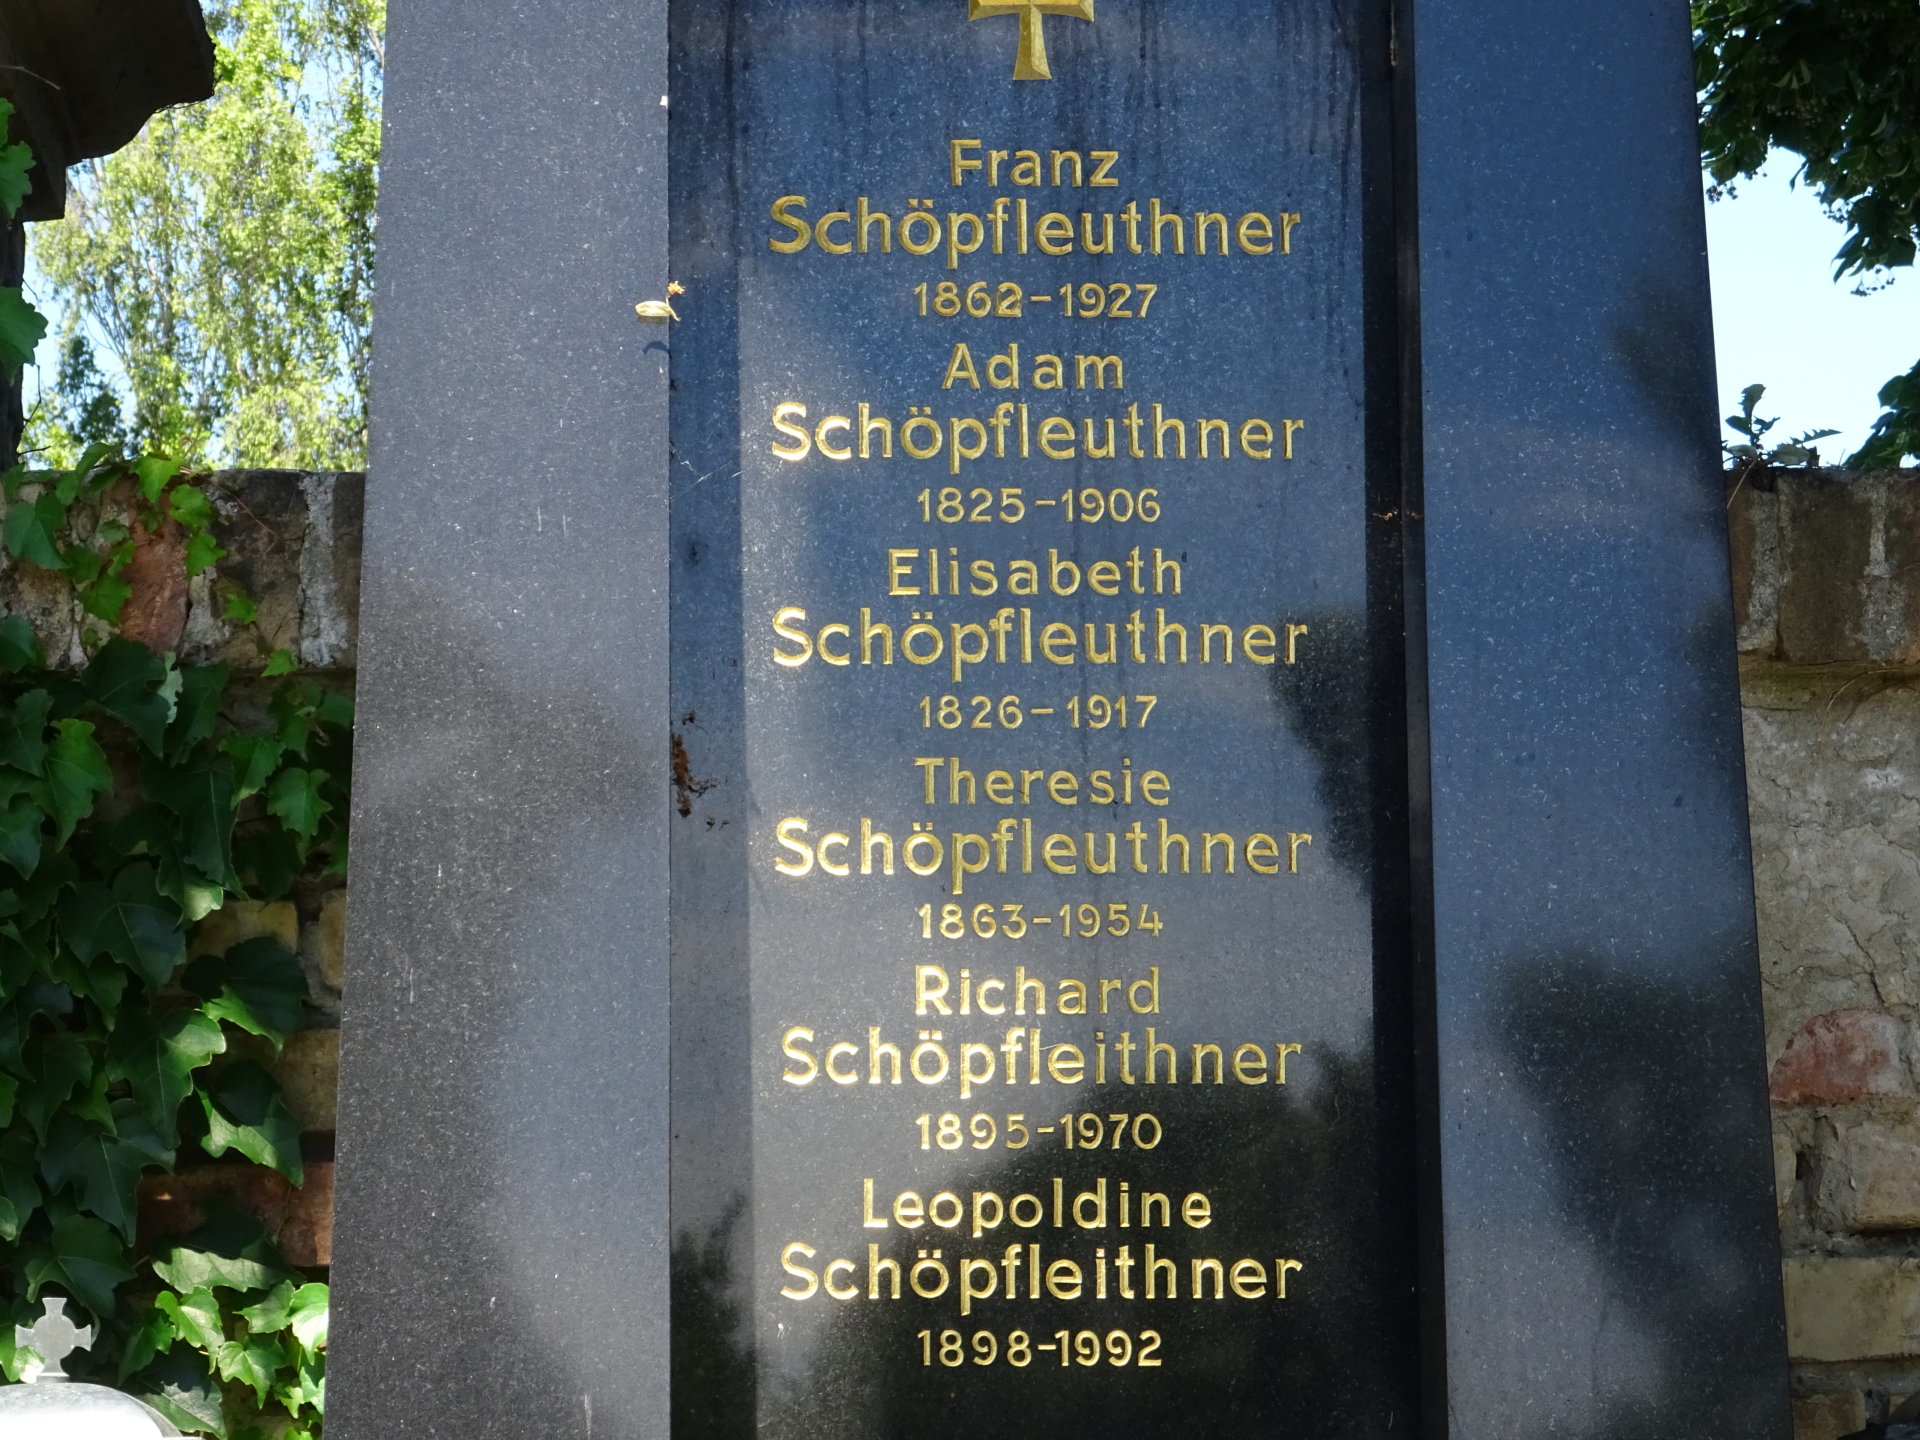 Franz
Schöpfleuthner
1862-1927
Adam
Schöpfleuthner
1825-1906
Elisabeth
Schöpfleuthner
1826-1917
Theresie
Schöpfleuthner
1863-1954
Richard
Schöpfleithner
1895-1970
Leopoldine
Schöpfleithner
1898-1992